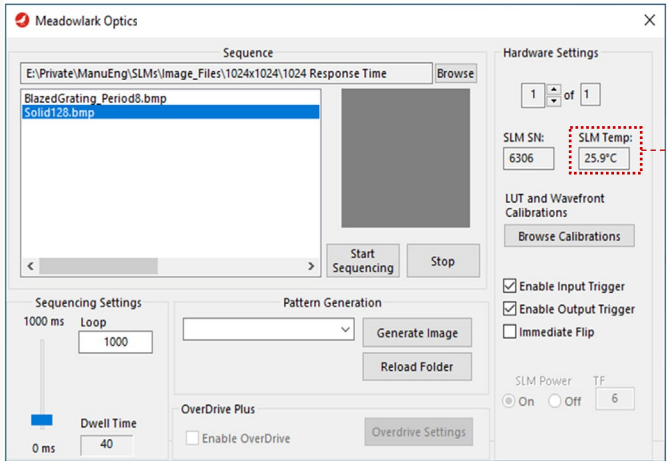 Meadowlark Optics
Sequence
E:\Private\ManuEng\SLMs\Image_Files\1024x1024\1024 Response Time
Browse
BlazedGrating_Period8.bmp
Solid128.bmp
Start
Sequencing
Stop
Sequencing Settings
1000 ms
Loop
1000
Dwell Time
0 ms
40
Pattern Generation
Generate Image
Reload Folder
OverDrive Plus
Enable OverDrive
Overdrive Settings
Hardware Settings
1 of 1
SLM SN:
SLM Temp:
6306
25.9°C
LUT and Wavefront
Calibrations
Browse Calibrations
Enable Input Trigger
Enable Output Trigger
Immediate Flip
SLM Power
TF
On
Off
6